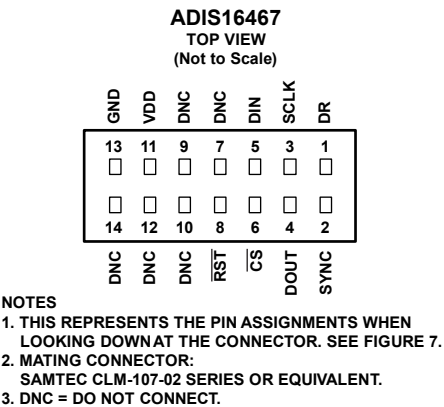 ADIS16467
TOP VIEW
(Not to Scale)
GND VDD DNC DNC DIN SCLK DR
13 11 9 7 5 3 1
14 12 10 8 6 4 2
DNC DNC DNC RST CS DOUT SYNC
NOTES
1. THIS REPRESENTS THE PIN ASSIGNMENTS WHEN
LOOKING DOWN AT THE CONNECTOR. SEE FIGURE 7.
2. MATING CONNECTOR:
SAMTEC CLM-107-02 SERIES OR EQUIVALENT.
3. DNC = DO NOT CONNECT.